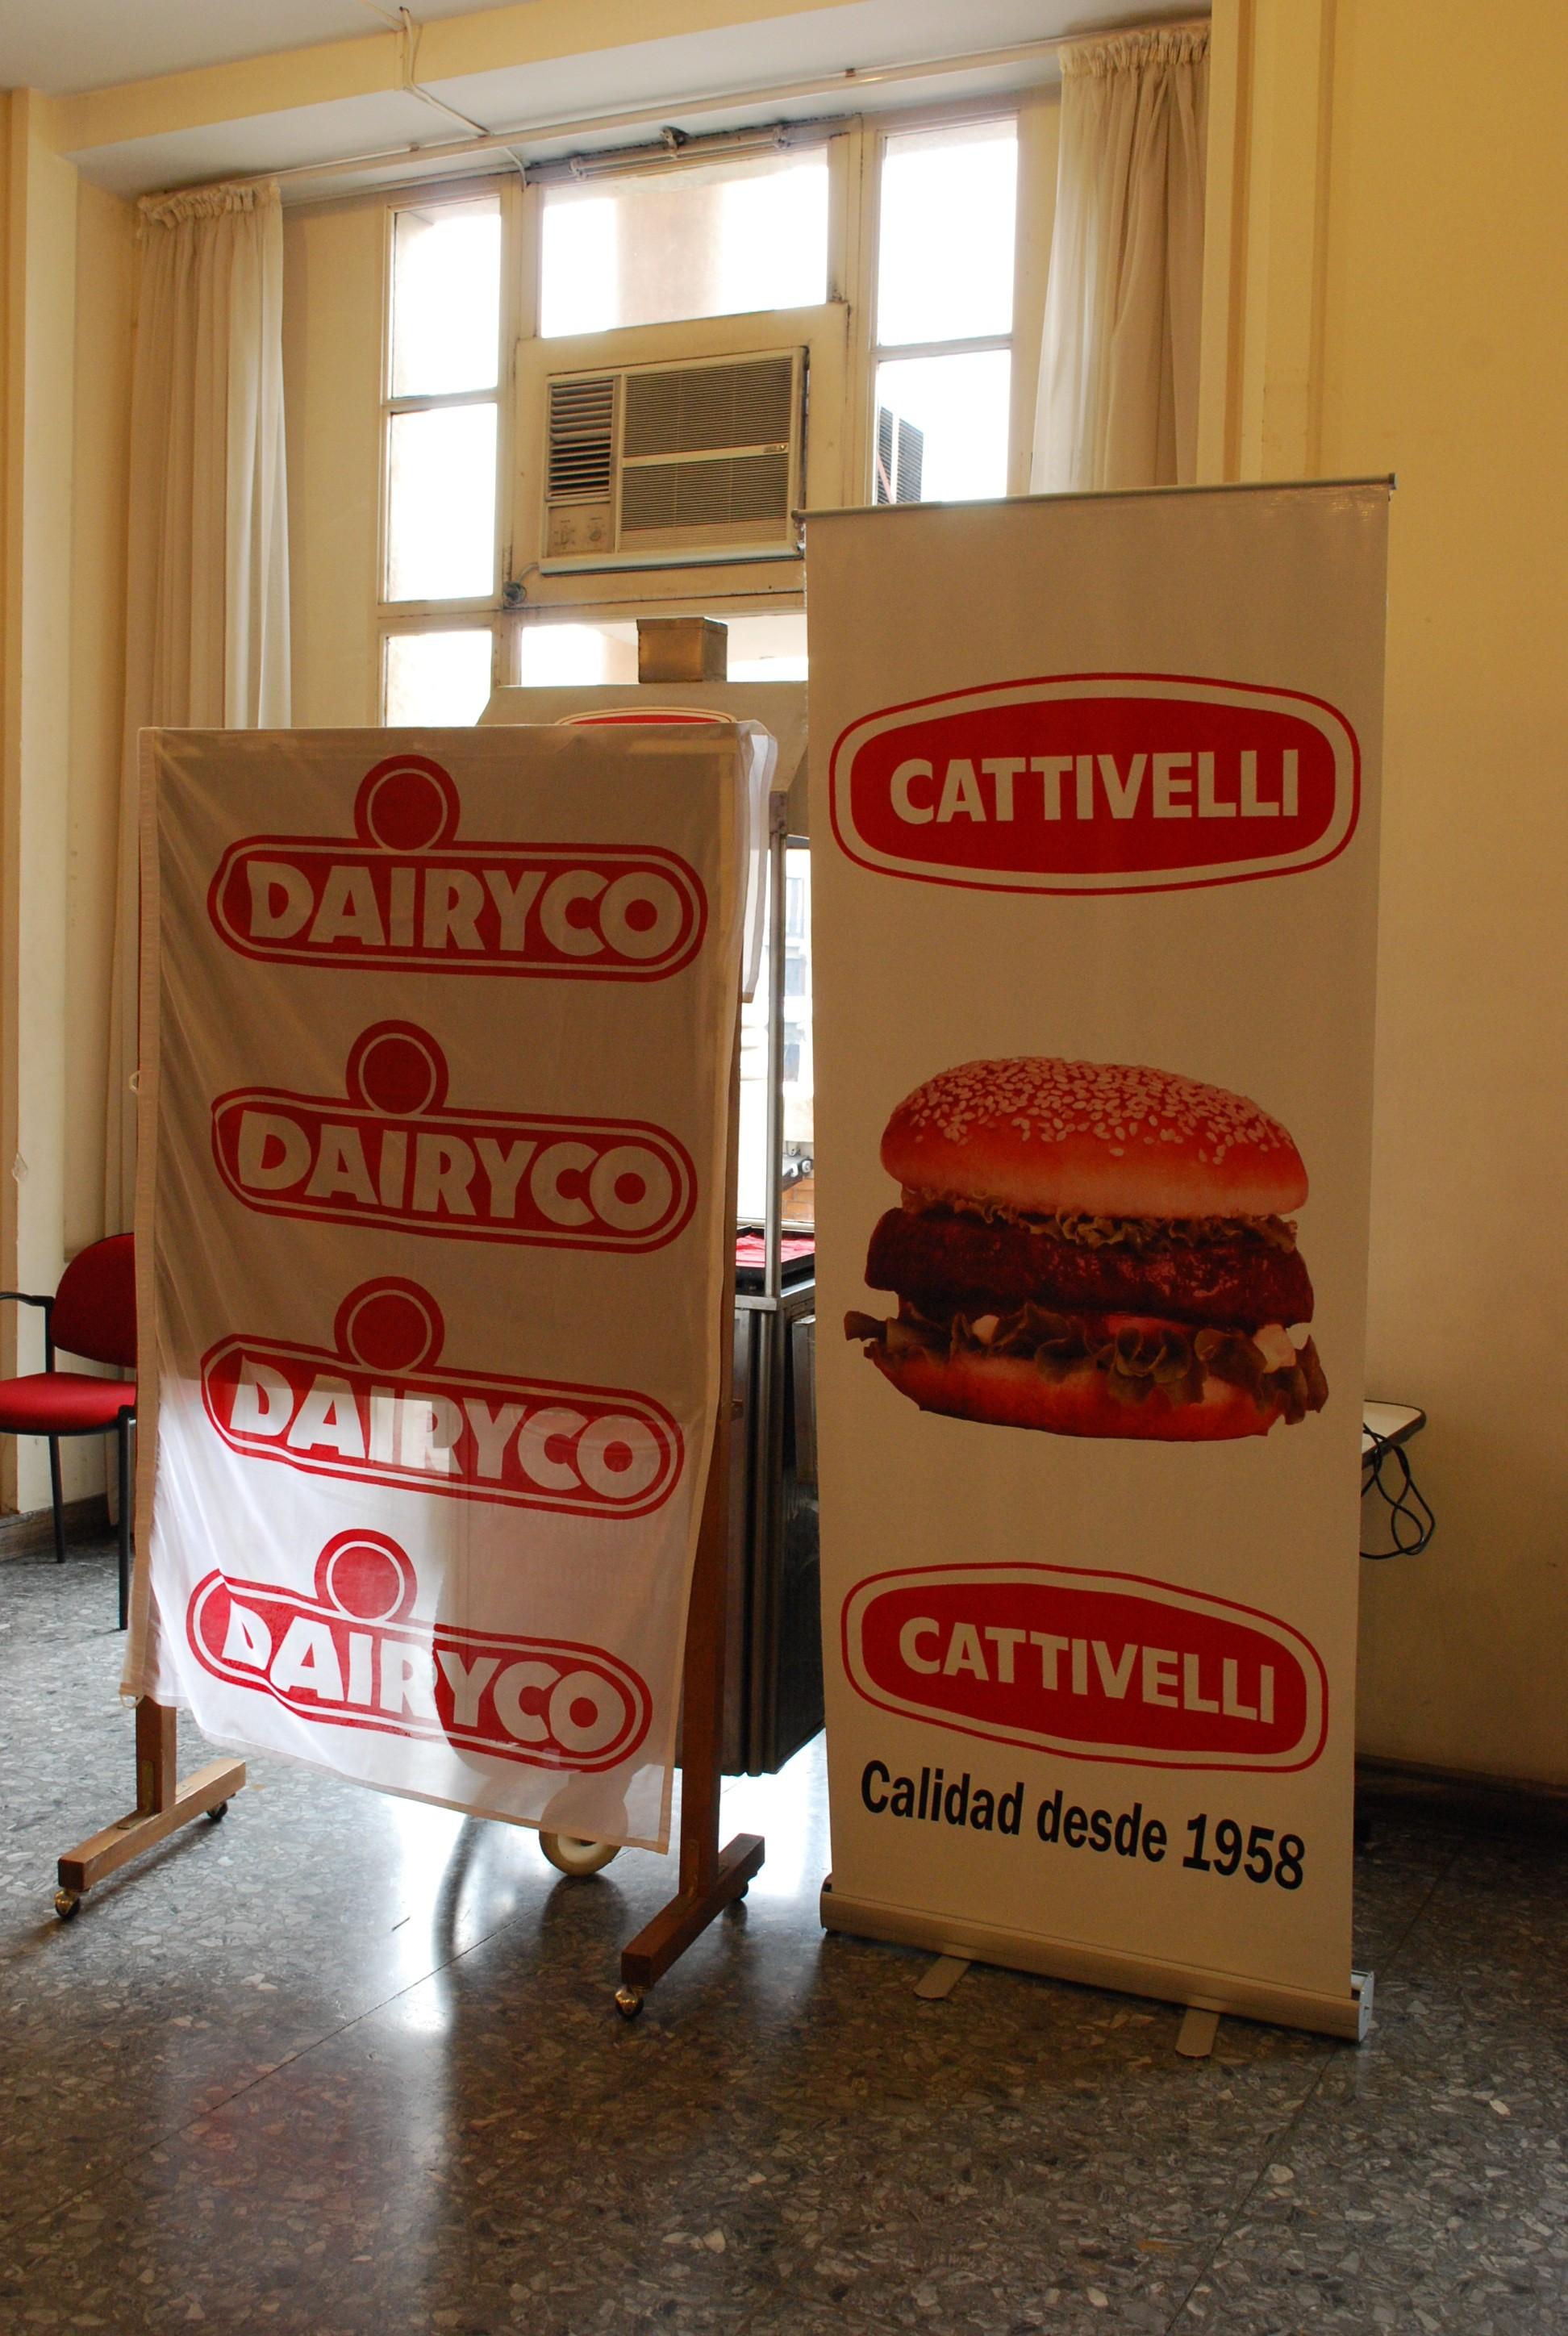 DAIRYCO
DAIRYCO
DAIRYCO
DAIRYCO
CATTIVELLI
CATTIVELLI
Calidad desde 1958